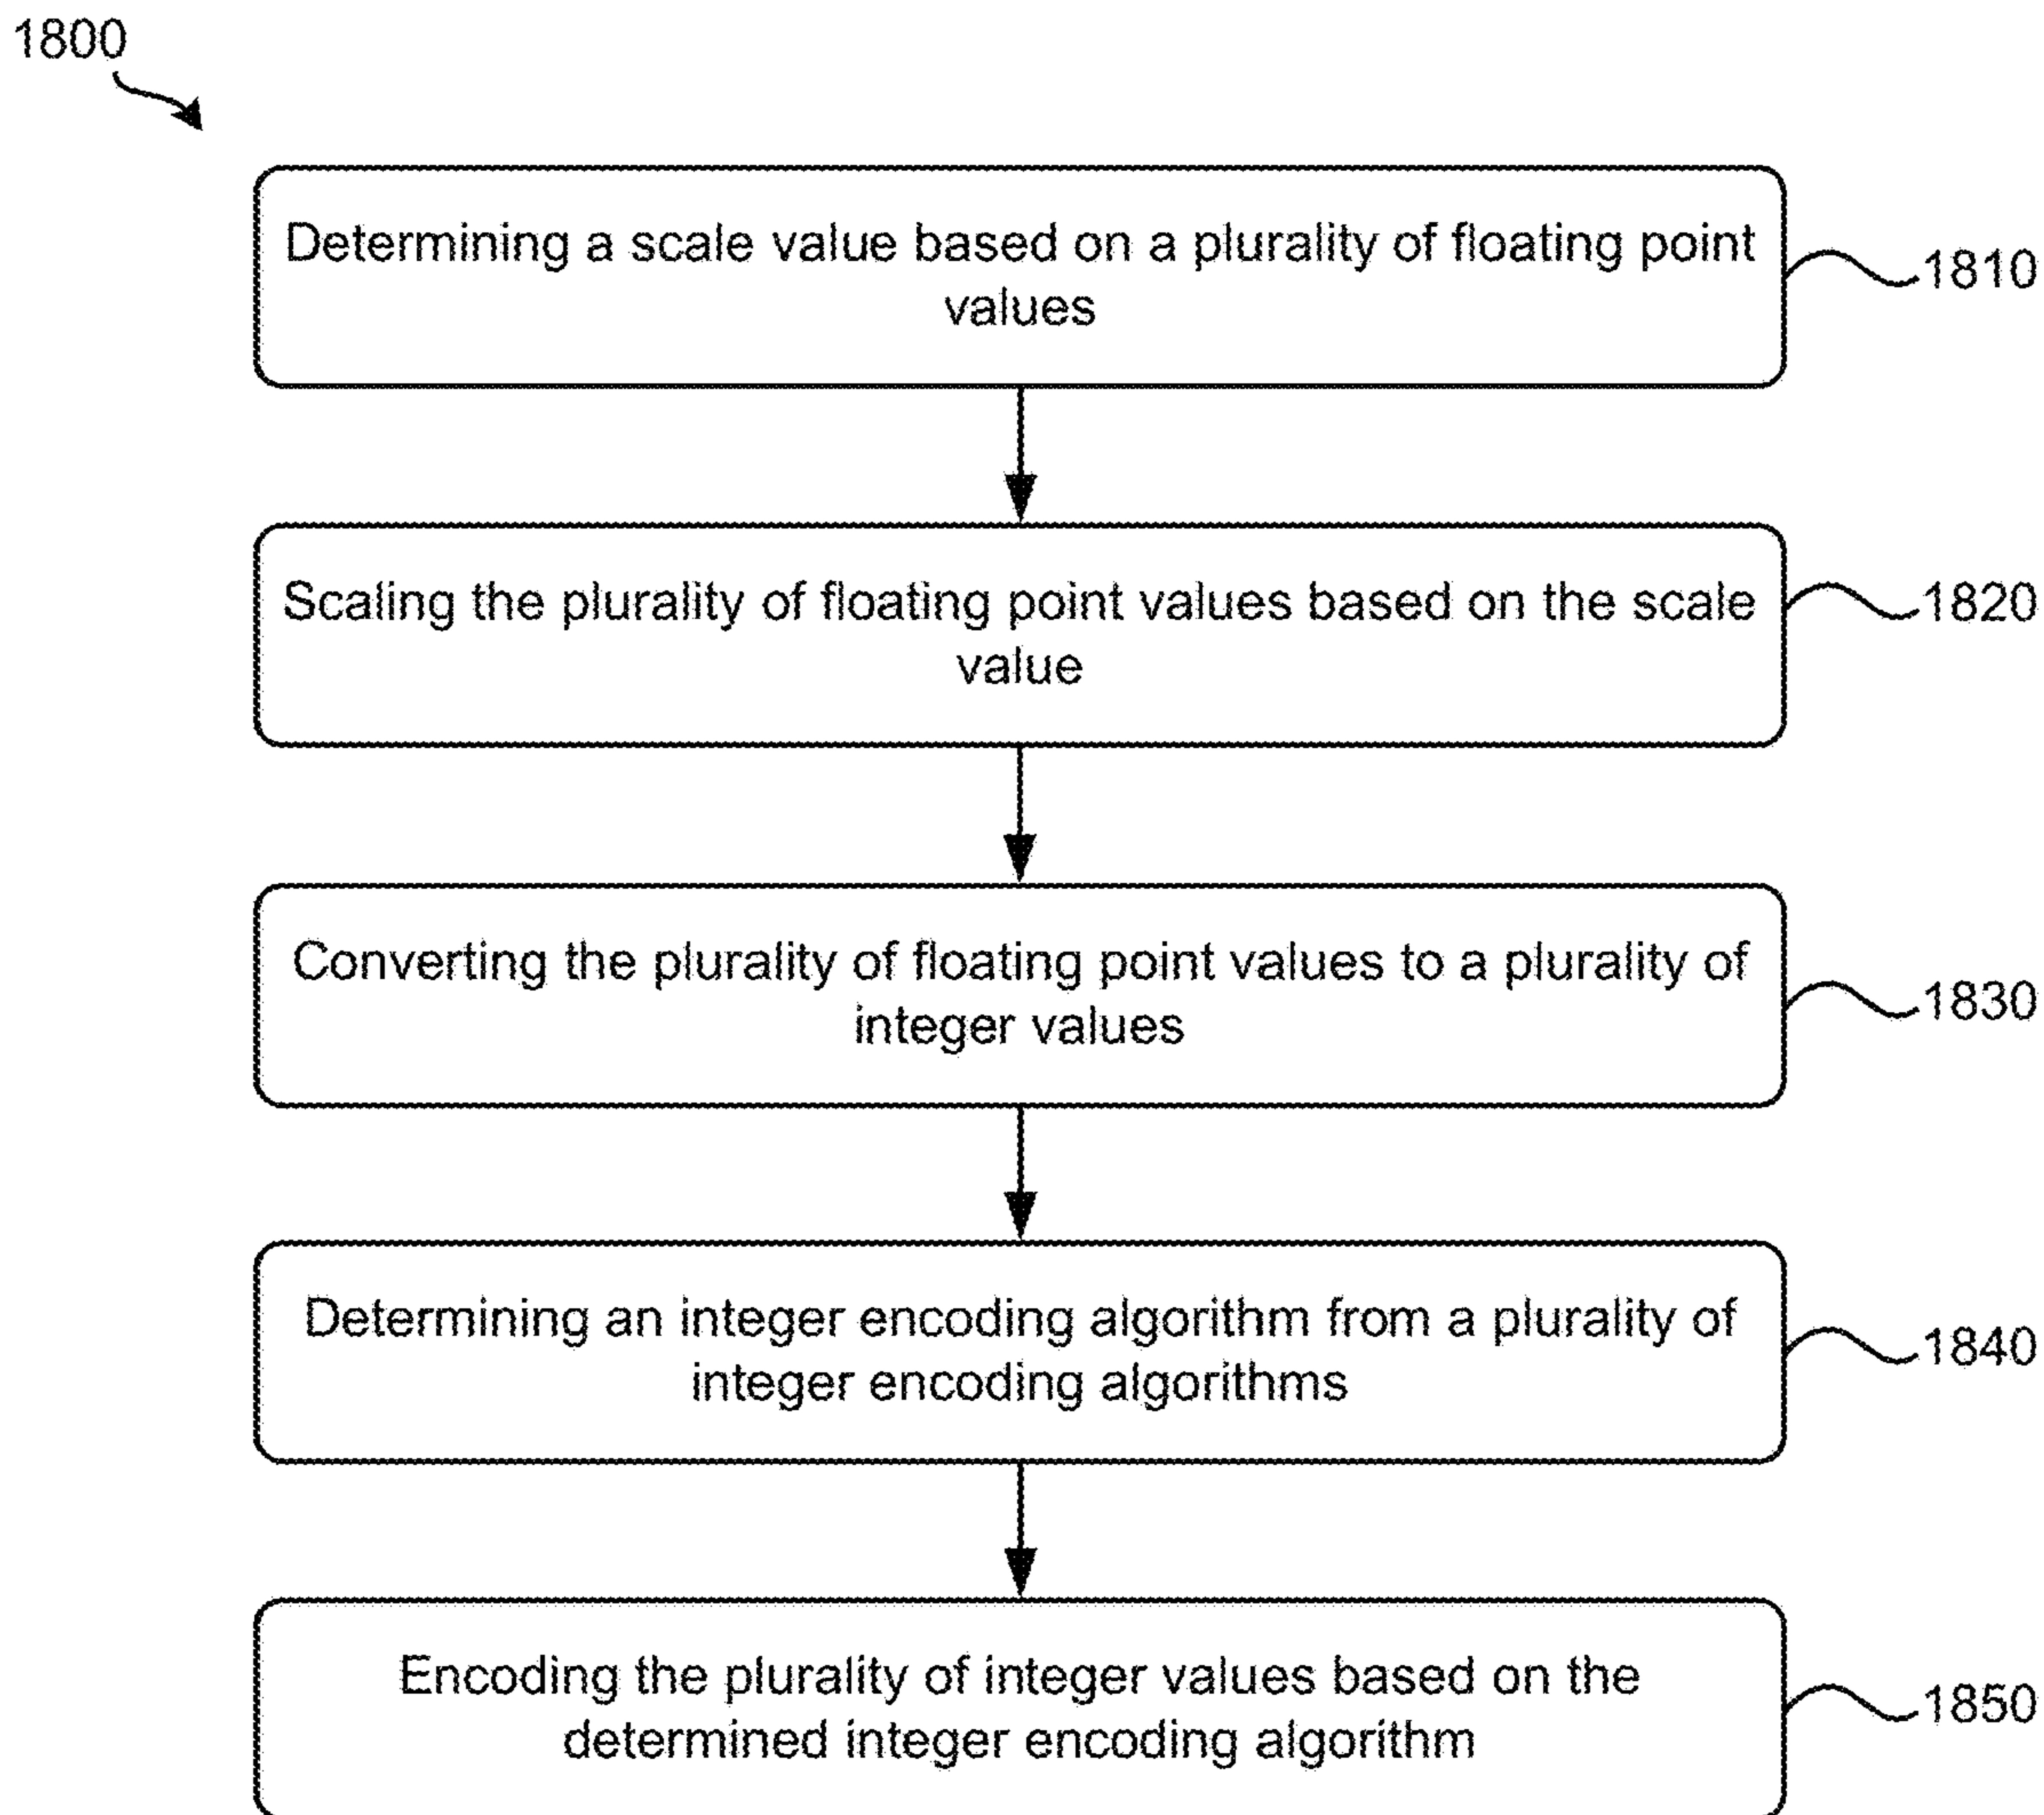 1800
Determining a scale value based on a plurality of floating point
values
1810
Scaling the plurality of floating point values based on the scale
value
1820
Converting the plurality of floating point values to a plurality of
integer values
1830
Determining an integer encoding algorithm from a plurality of
integer encoding algorithms
1840
Encoding the plurality of integer values based on the
determined integer encoding algorithm
1850